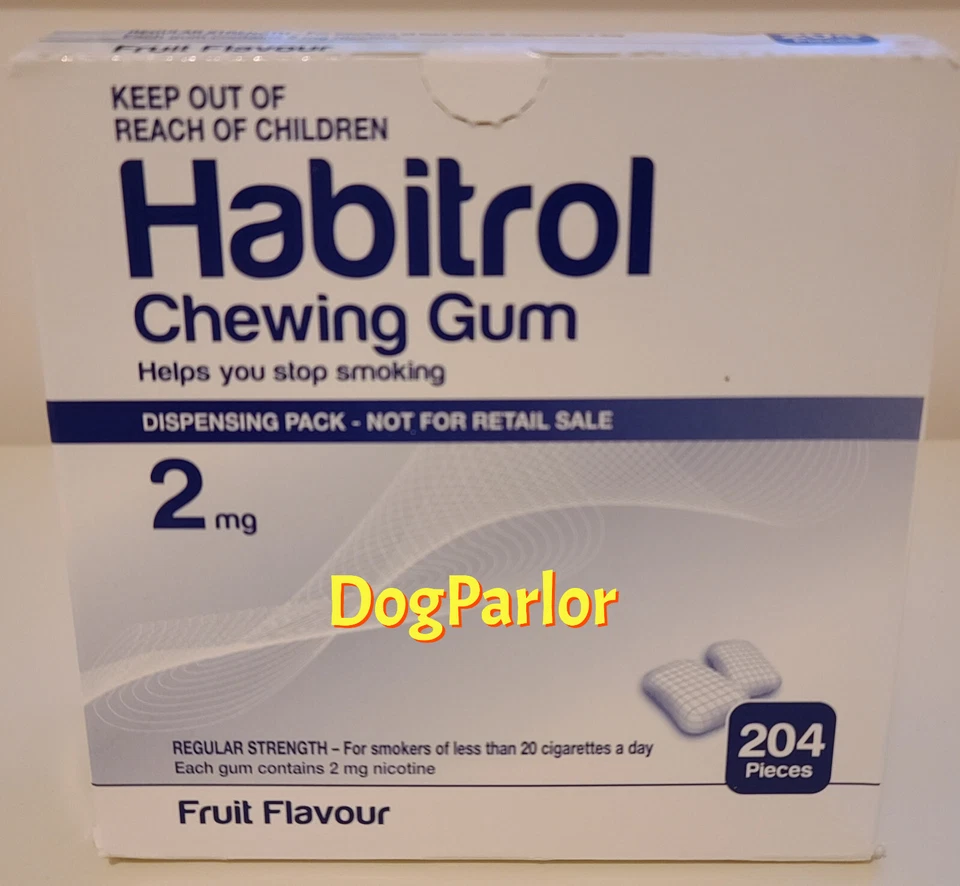 Fruit Flavour
204
Pieces
KEEP OUT OF
REACH OF CHILDREN
Habitrol
Chewing Gum
Helps you stop smoking
DISPENSING PACK - NOT FOR RETAIL SALE
2 mg
DogParlor
REGULAR STRENGTH – For smokers of less than 20 cigarettes a day
Each gum contains 2 mg nicotine
204
Pieces
Fruit Flavour